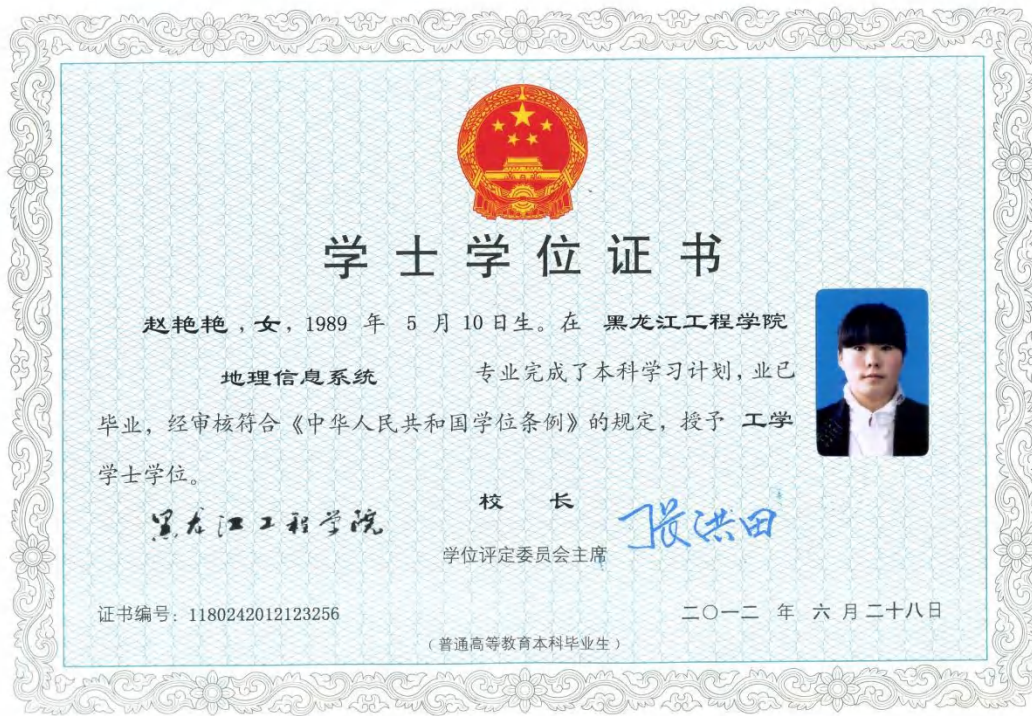 学士学位证书
赵艳艳，女，1989 年 5 月 10 日生。在 黑龙江工程学院
地理信息系统 专业完成了本科学习计划，业已
毕业，经审核符合《中华人民共和国学位条例》的规定，授予 工学
学士学位。
黑龙江工程学院
校 长
张洪田
学位评定委员会主席
证书编号：1180242012123256
二〇一二 年 六 月 二十八日
（普通高等教育本科毕业生）